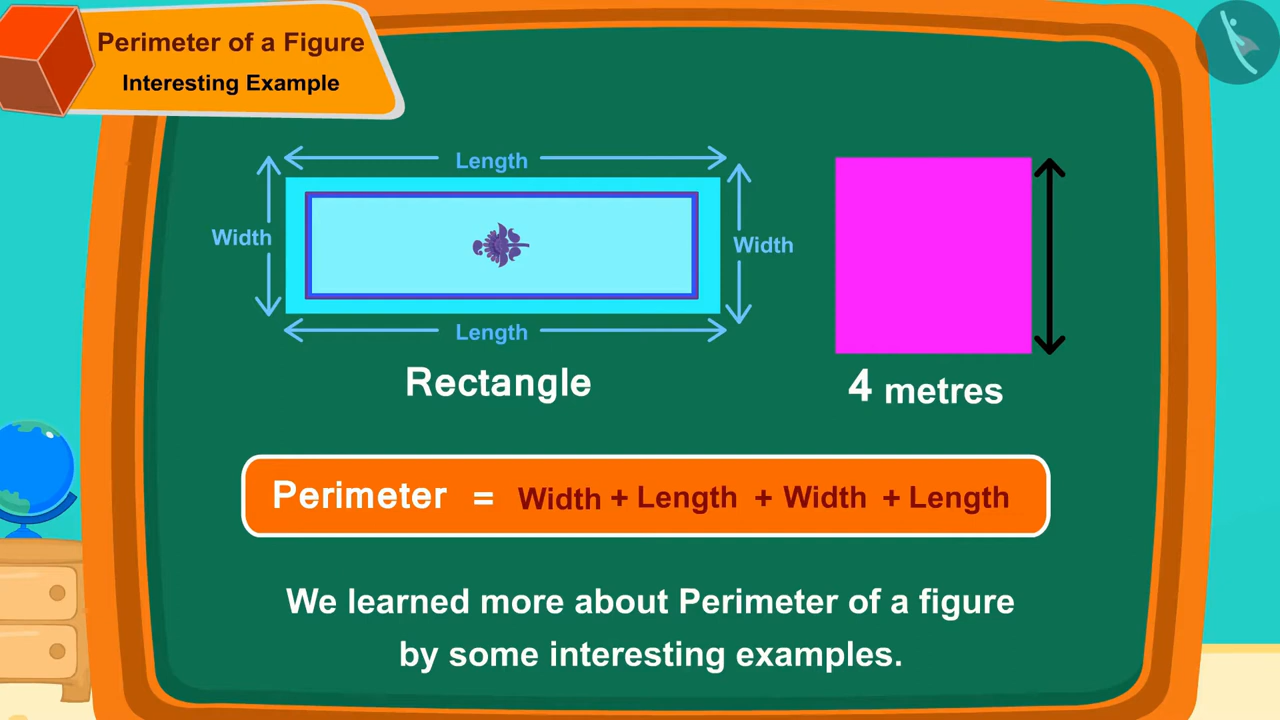 Perimeter of a Figure
Interesting Example
Length
Width
Width
Length
Rectangle
4 metres
Perimeter = Width + Length + Width + Length
We learned more about Perimeter of a figure
by some interesting examples.